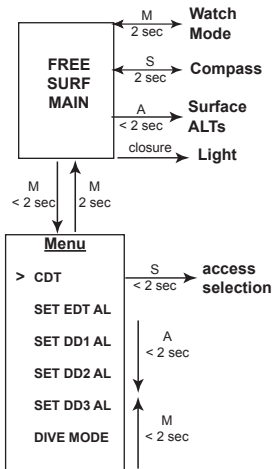 M
Watch
2 sec
Mode
FREE
SURF
MAIN
S
Compass
2 sec
A
Surface
< 2 sec
ALTs
closure
Light
M
< 2 sec
M
2 sec
Menu
> CDT
S
< 2 sec
access
selection
SET EDT AL
SET DD1 AL
A
< 2 sec
SET DD2 AL
SET DD3 AL
M
< 2 sec
DIVE MODE